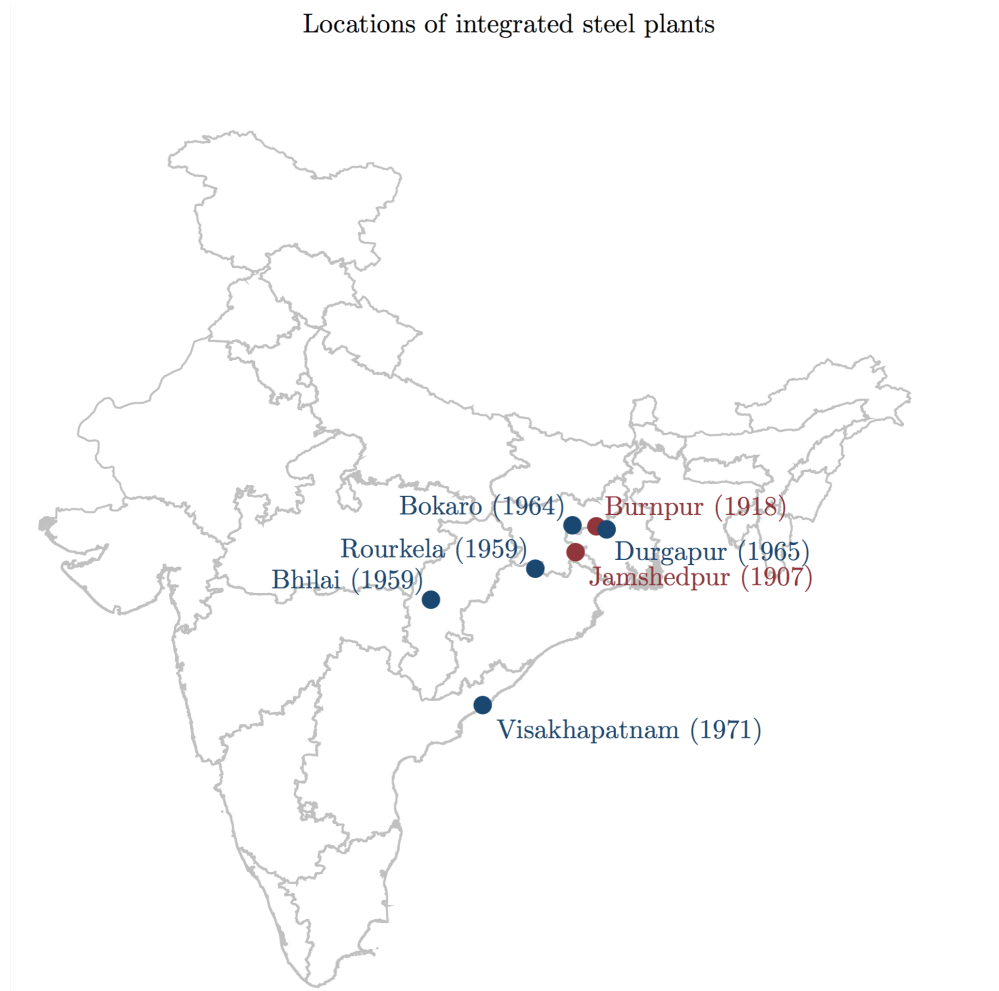 Locations of integrated steel plants
Bokaro (1964)
Burnpur (1918)
Rourkela (1959)
Durgapur (1965)
Bhilai (1959)
Jamshedpur (1907)
Visakhapatnam (1971)